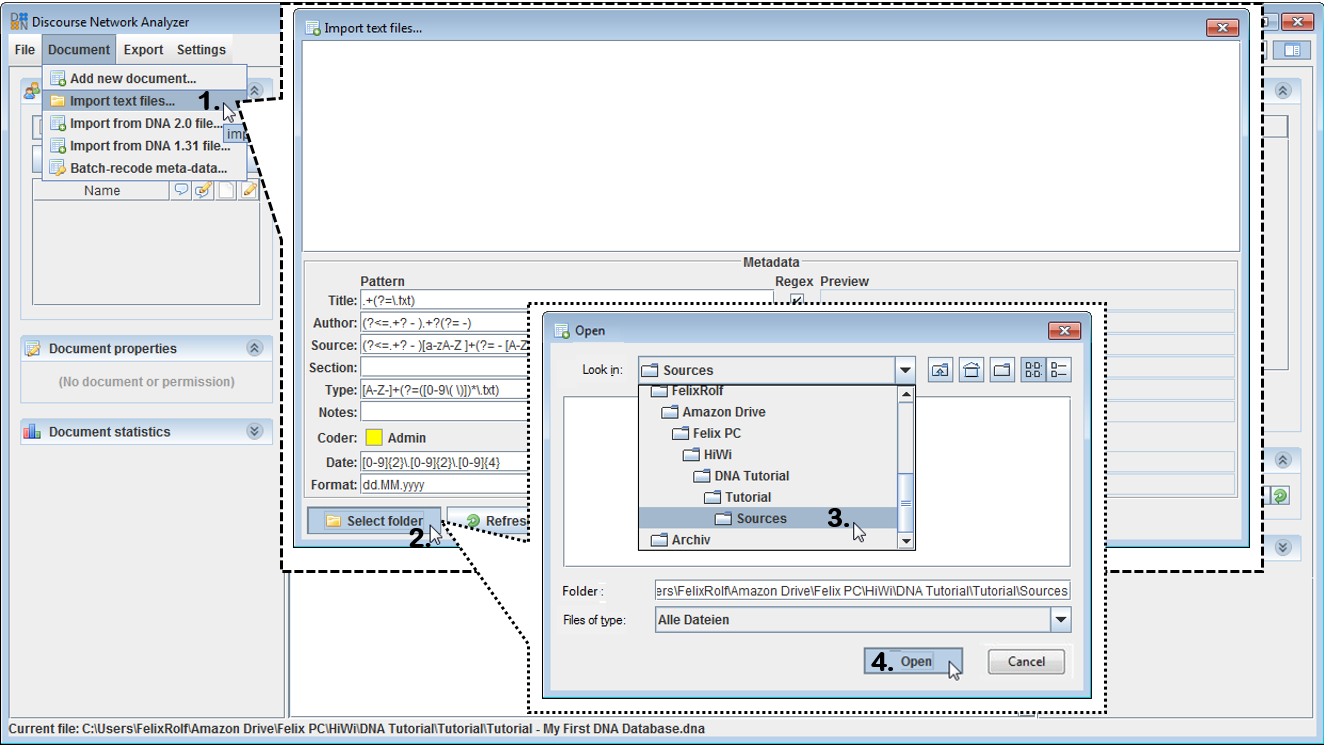 Discourse Network Analyzer
File Document Export Settings
Add new document...
Import text files... 1.
Import from DNA 2.0 file...
imp
Import from DNA 1.31 file...
Batch-recode meta-data...
Name
Document properties
(No document or permission)
Document statistics
Import text files...
Metadata
Pattern Regex Preview
Title: .+(?=\.txt)
Author: (?<=.+? - ).+?(?= -)
Source: (?<=.+? - )[a-zA-Z ]+(?= - [A-Z
Section:
Type: [A-Z-]+(?=([0-9\( \)])*\.txt)
Notes:
Coder: Admin
Date: [0-9]{2}\.[0-9]{2}\.[0-9]{4}
Format: dd.MM.yyyy
Select folder Refres
2.
Open
Look in: Sources
FelixRolf
Amazon Drive
Felix PC
HiWi
DNA Tutorial
Tutorial
Sources 3.
Archiv
Folder : ers\FelixRolf\Amazon Drive\Felix PC\HiWi\DNA Tutorial\Tutorial\Sources
Files of type: Alle Dateien
4. Open Cancel
Current file: C:\Users\FelixRolf\Amazon Drive\Felix PC\HiWi\DNA Tutorial\Tutorial\Tutorial - My First DNA Database.dna